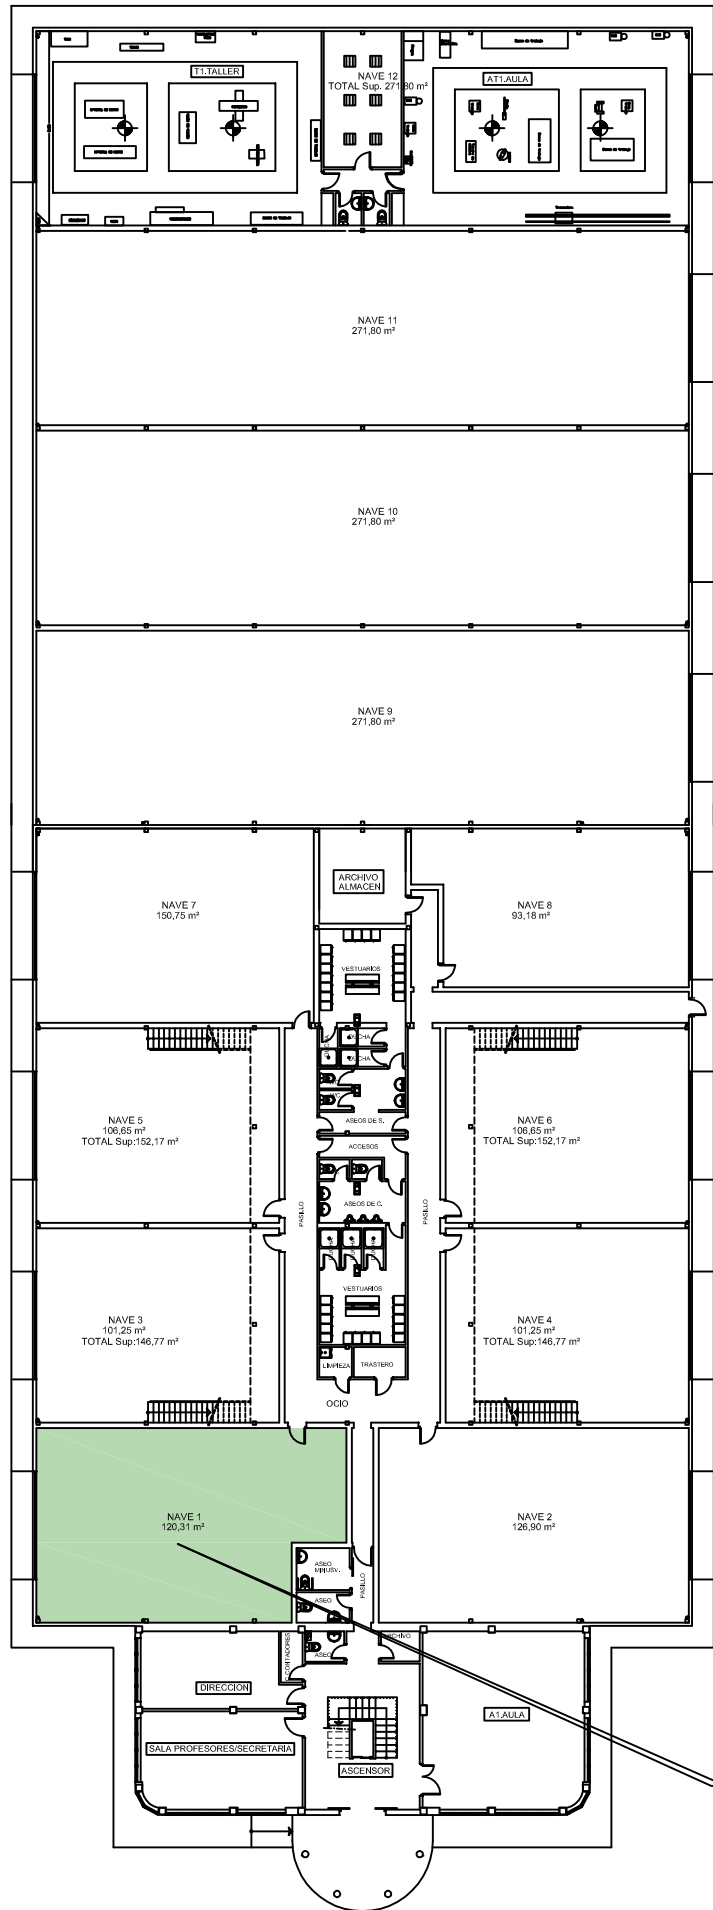 T1.TALLER
NAVE 12
TOTAL Sup. 271,80 m²
AT1.AULA
NAVE 11
271,80 m²
NAVE 10
271,80 m²
NAVE 9
271,80 m²
ARCHIVO
ALMACEN
NAVE 7
150,75 m²
NAVE 8
93,18 m²
VESTUARIOS
DUCHA
DUCHA
ASEOS DE S.
ACCESOS
NAVE 5
106,65 m²
TOTAL Sup:152,17 m²
NAVE 6
106,65 m²
TOTAL Sup:152,17 m²
ASEOS DE C.
PASILLO
PASILLO
VESTUARIOS
NAVE 3
101,25 m²
TOTAL Sup:146,77 m²
NAVE 4
101,25 m²
TOTAL Sup:146,77 m²
LIMPIEZA
TRASTERO
OCIO
NAVE 1
120,31 m²
NAVE 2
126,90 m²
ASEO
MINUSV.
PASILLO
ASEO
ASEO
ARCHIVO
C.CONTADORES
DIRECCION
A1.AULA
SALA PROFESORES/SECRETARIA
ASCENSOR